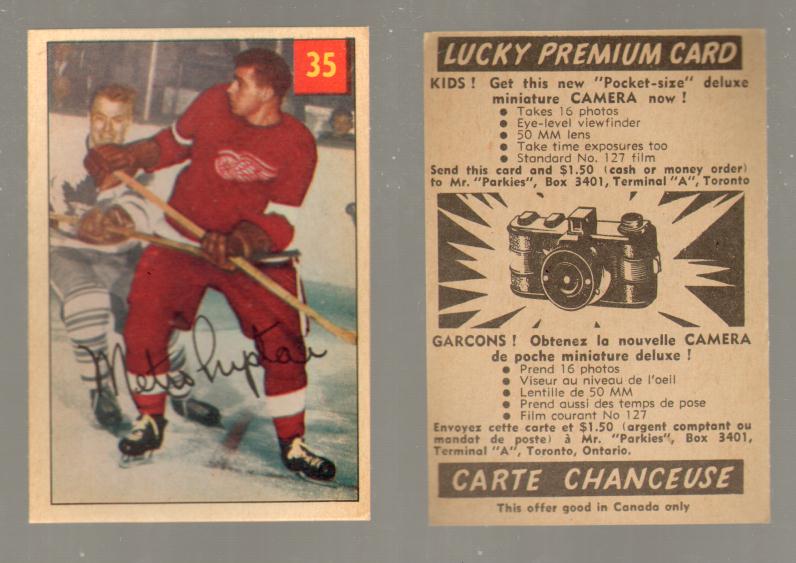 35
Metro Prystai
LUCKY PREMIUM CARD
KIDS! Get this new "Pocket-size" deluxe
miniature CAMERA now!
● Takes 16 photos
● Eye-level viewfinder
● 50 MM lens
● Take time exposures too
● Standard No. 127 film
Send this card and $1.50 (cash or money order)
to Mr. "Parkies", Box 3401, Terminal "A", Toronto
GARCONS! Obtenez la nouvelle CAMERA
de poche miniature deluxe!
● Prend 16 photos
● Viseur au niveau de l'oeil
● Lentille de 50 MM
● Prend aussi des temps de pose
● Film courant No 127
Envoyez cette carte et $1.50 (argent comptant ou
mandat de poste) à Mr. "Parkies", Box 3401,
Terminal "A", Toronto, Ontario.
CARTE CHANCEUSE
This offer good in Canada only